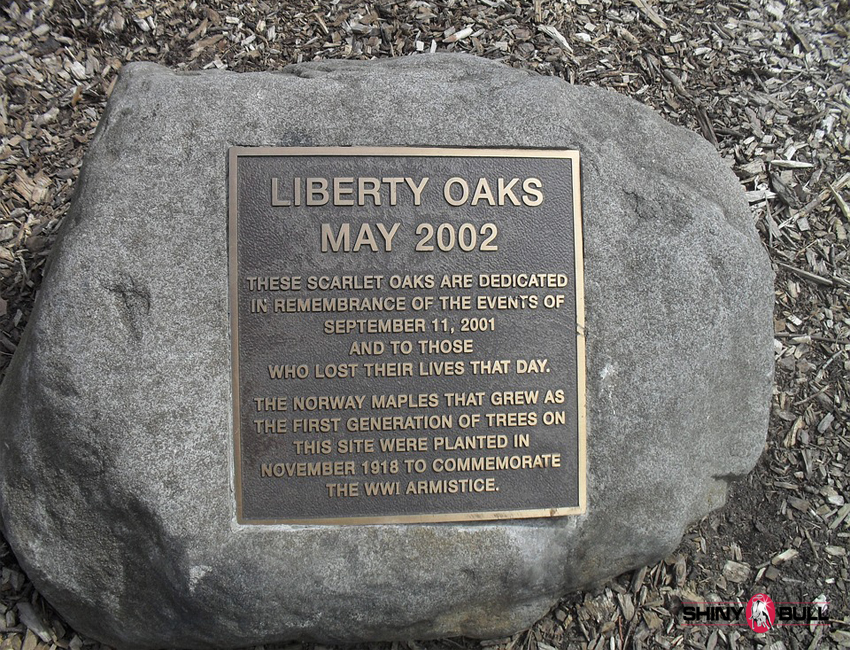 LIBERTY OAKS
MAY 2002
THESE SCARLET OAKS ARE DEDICATED
IN REMEMBRANCE OF THE EVENTS OF
SEPTEMBER 11, 2001
AND TO THOSE
WHO LOST THEIR LIVES THAT DAY.
THE NORWAY MAPLES THAT GREW AS
THE FIRST GENERATION OF TREES ON
THIS SITE WERE PLANTED IN
NOVEMBER 1918 TO COMMEMORATE
THE WWI ARMISTICE.
SHINY BULL